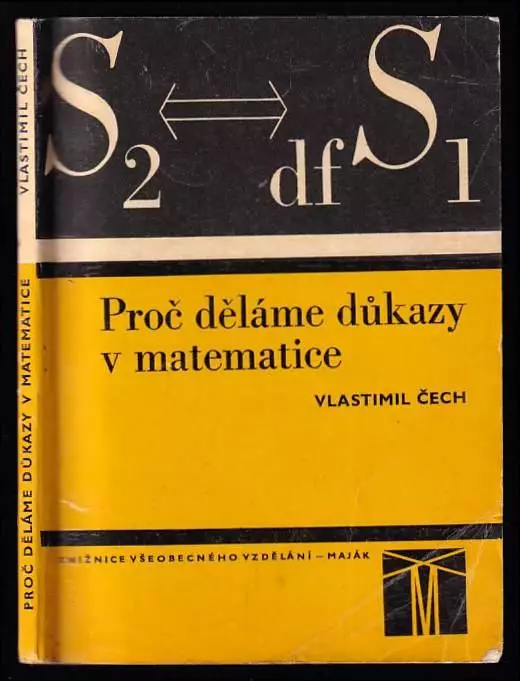 S₂ ⟺ df S₁
Proč děláme důkazy
v matematice
VLASTIMIL ČECH
KNIŽNICE VŠEOBECNÉHO VZDĚLÁNÍ – MAJÁK
M
PROČ DĚLÁME DŮKAZY V MATEMATICE VLASTIMIL ČECH